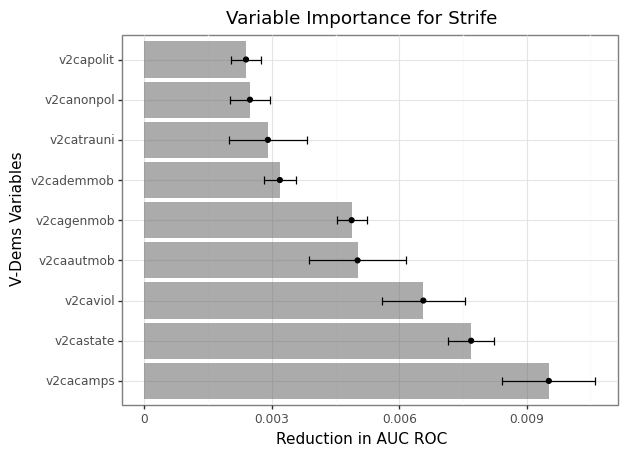 Variable Importance for Strife
V-Dems Variables
v2capolit
v2canonpol
v2catrauni
v2cademmob
v2cagenmob
v2caautmob
v2caviol
v2castate
v2cacamps
0 0.003 0.006 0.009
Reduction in AUC ROC